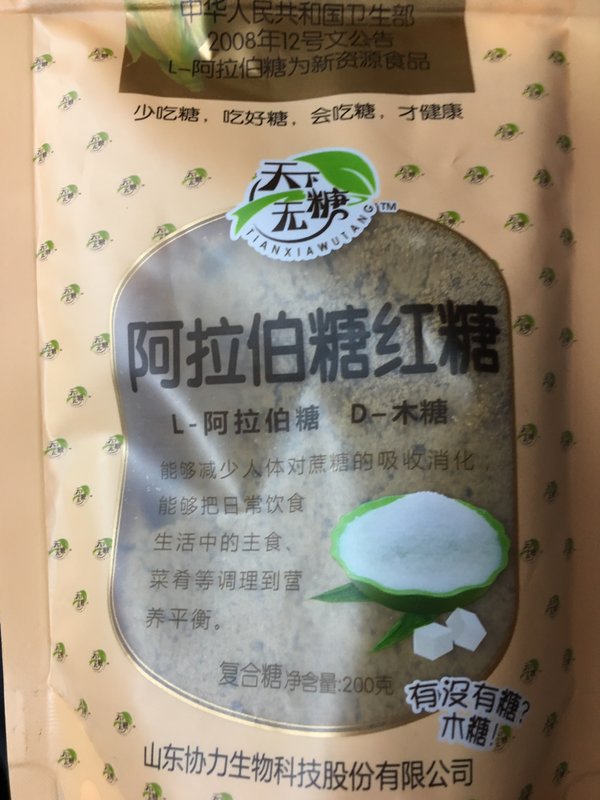 中华人民共和国卫生部
2008年12号文公告
L-阿拉伯糖为新资源食品
少吃糖，吃好糖，会吃糖，才健康
天下
无糖
TIANXIAWUTANG
TM
阿拉伯糖红糖
L-阿拉伯糖 D-木糖
能够减少人体对蔗糖的吸收消化，
能够把日常饮食
生活中的主食、
菜肴等调理到营
养平衡。
复合糖 净含量:200克
有没有糖?
木糖!
山东协力生物科技股份有限公司